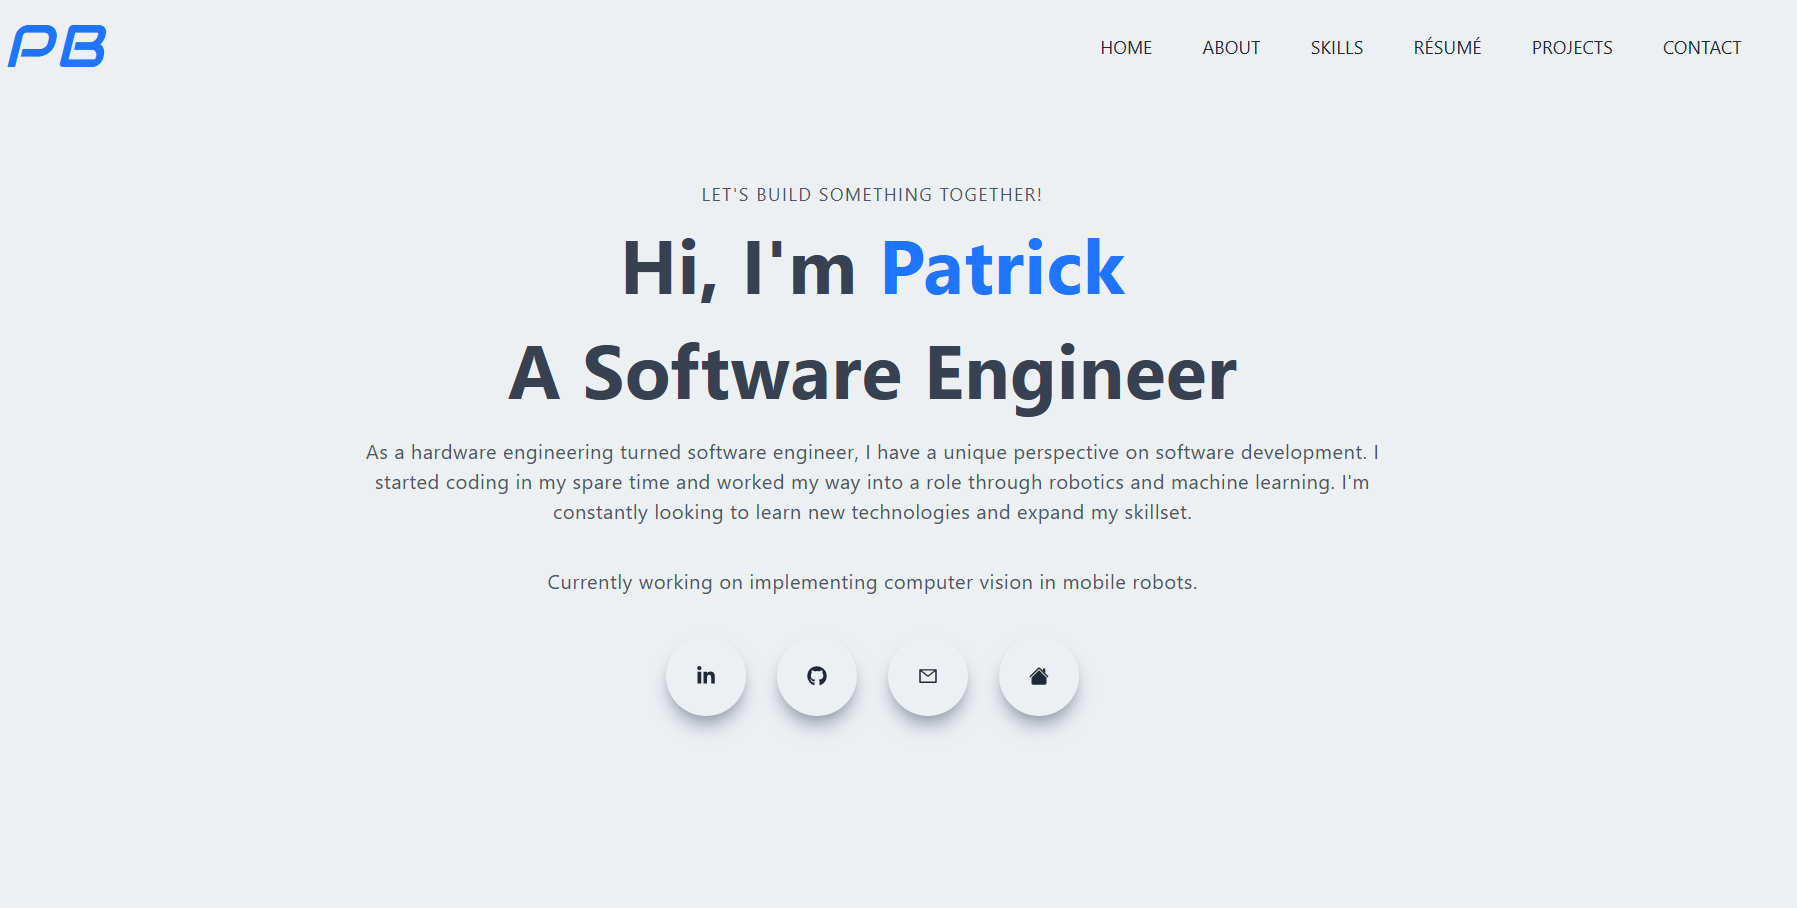 PB
HOME ABOUT SKILLS RÉSUMÉ PROJECTS CONTACT
LET'S BUILD SOMETHING TOGETHER!
Hi, I'm Patrick
A Software Engineer
As a hardware engineering turned software engineer, I have a unique perspective on software development. I
started coding in my spare time and worked my way into a role through robotics and machine learning. I'm
constantly looking to learn new technologies and expand my skillset.
Currently working on implementing computer vision in mobile robots.
in